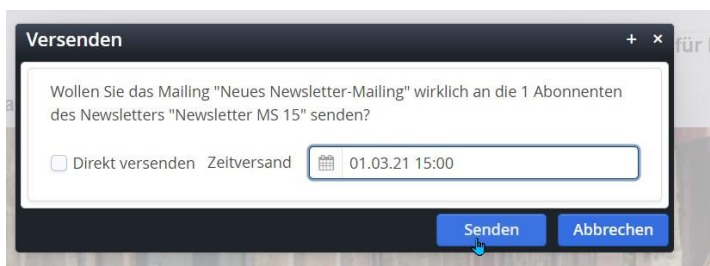 Versenden
Wollen Sie das Mailing "Neues Newsletter-Mailing" wirklich an die 1 Abonnenten
des Newsletters "Newsletter MS 15" senden?
Direkt versenden Zeitversand 01.03.21 15:00
Senden Abbrechen
für